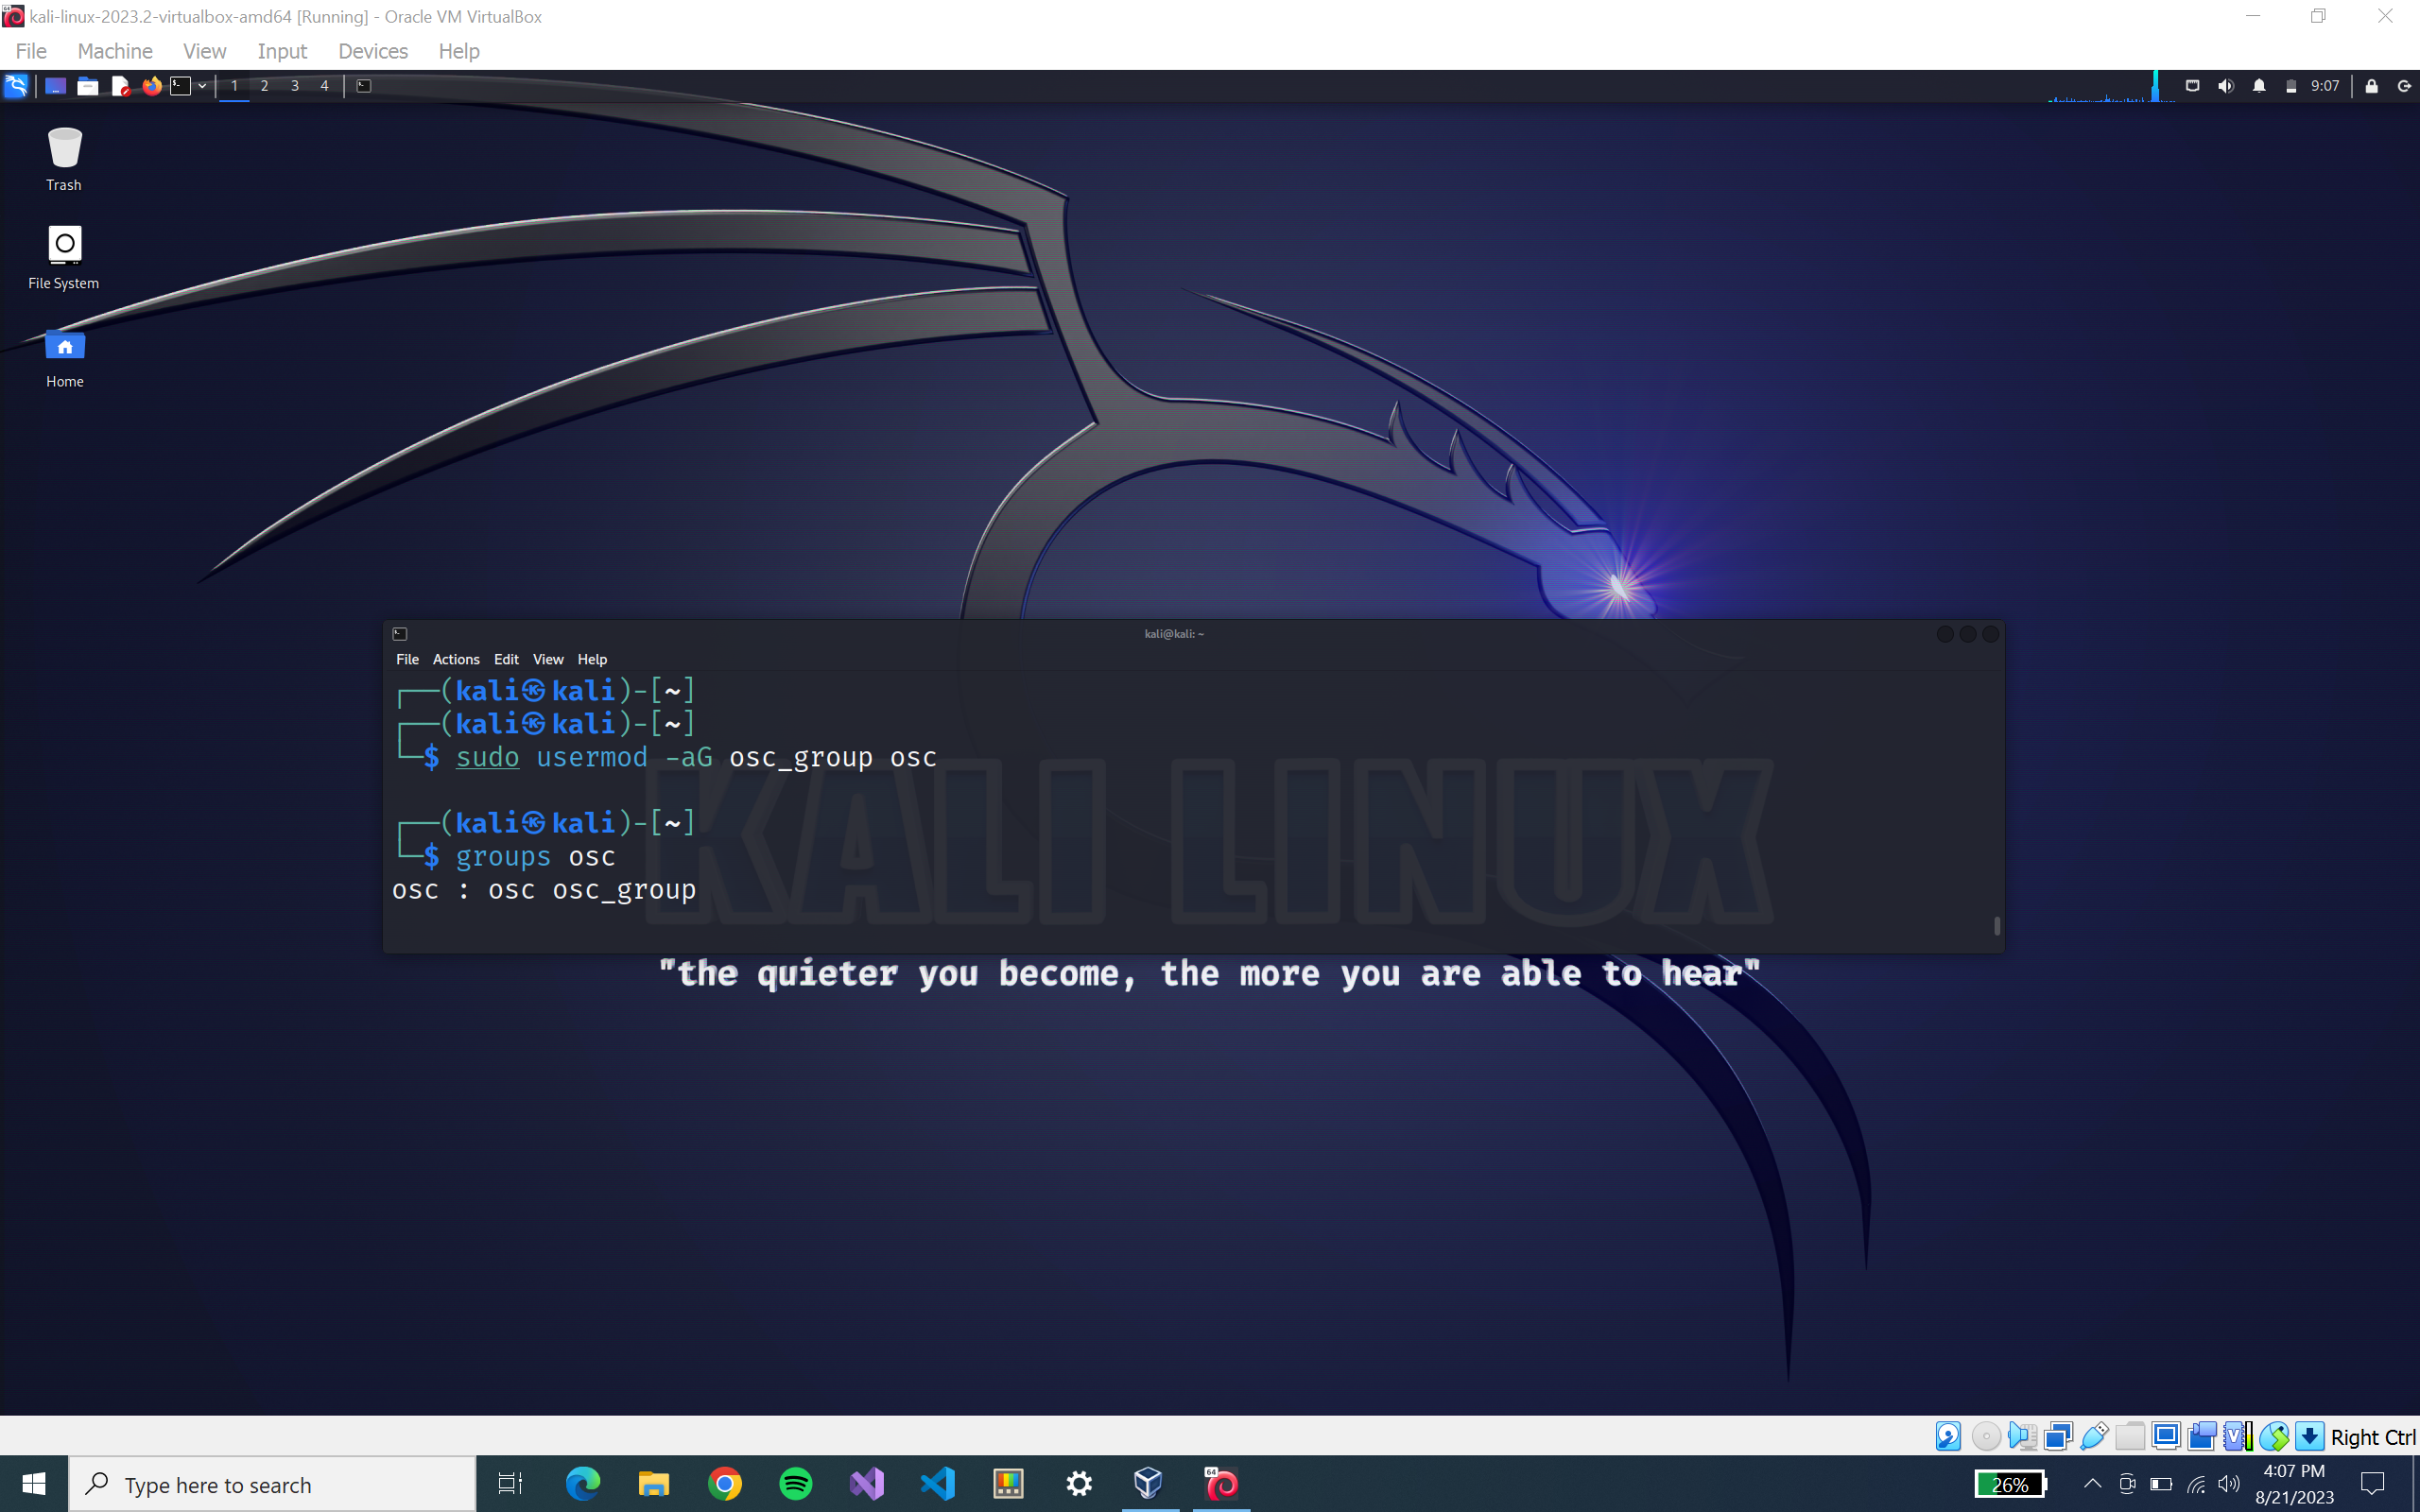 kali-linux-2023.2-virtualbox-amd64 [Running] - Oracle VM VirtualBox
File Machine View Input Devices Help
1 2 3 4
9:07
Trash
File System
Home
kali@kali: ~
File Actions Edit View Help
┌──(kali㉿kali)-[~]
┌──(kali㉿kali)-[~]
└─$ sudo usermod -aG osc_group osc
┌──(kali㉿kali)-[~]
└─$ groups osc
osc : osc osc_group
KALI LINUX
"the quieter you become, the more you are able to hear"
Right Ctrl
Type here to search
64
26%
4:07 PM
8/21/2023